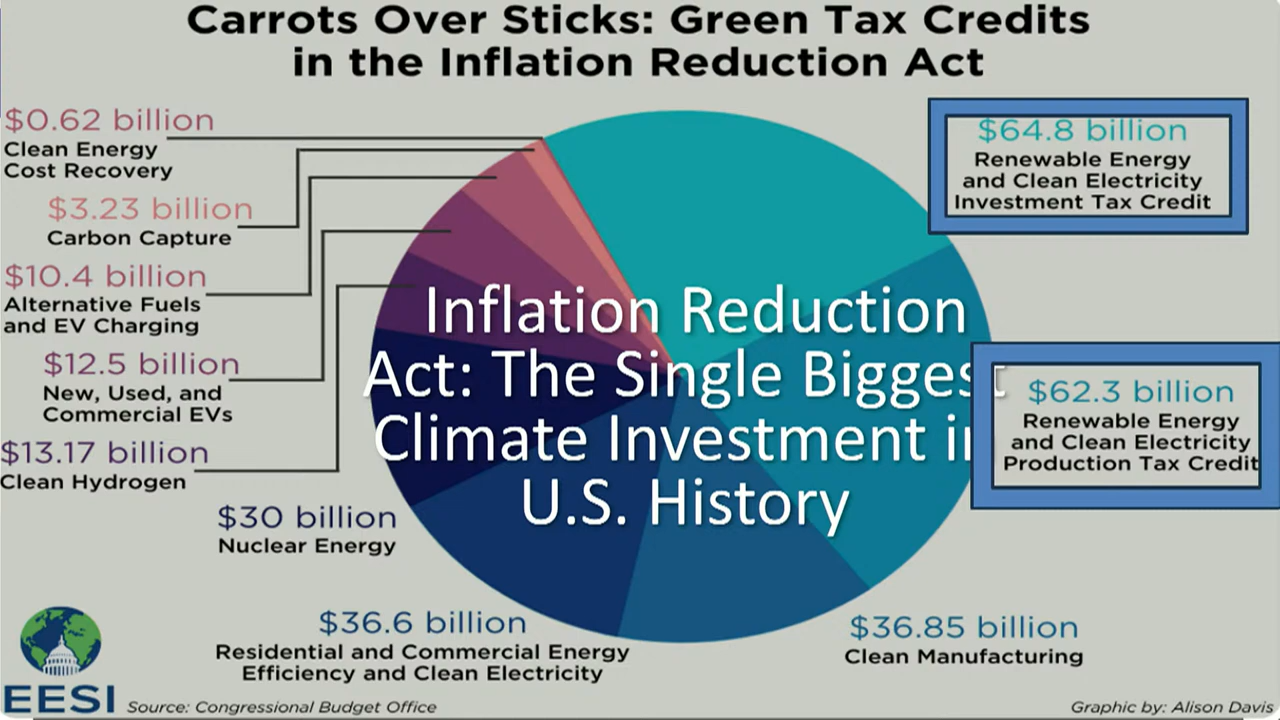 Carrots Over Sticks: Green Tax Credits
in the Inflation Reduction Act
$0.62 billion
Clean Energy
Cost Recovery
$3.23 billion
Carbon Capture
$10.4 billion
Alternative Fuels
and EV Charging
$12.5 billion
New, Used, and
Commercial EVs
$13.17 billion
Clean Hydrogen
$30 billion
Nuclear Energy
$36.6 billion
Residential and Commercial Energy
Efficiency and Clean Electricity
$36.85 billion
Clean Manufacturing
$64.8 billion
Renewable Energy
and Clean Electricity
Investment Tax Credit
$62.3 billion
Renewable Energy
and Clean Electricity
Production Tax Credit
Inflation Reduction
Act: The Single Biggest
Climate Investment in
U.S. History
EESI
Source: Congressional Budget Office
Graphic by: Alison Davis